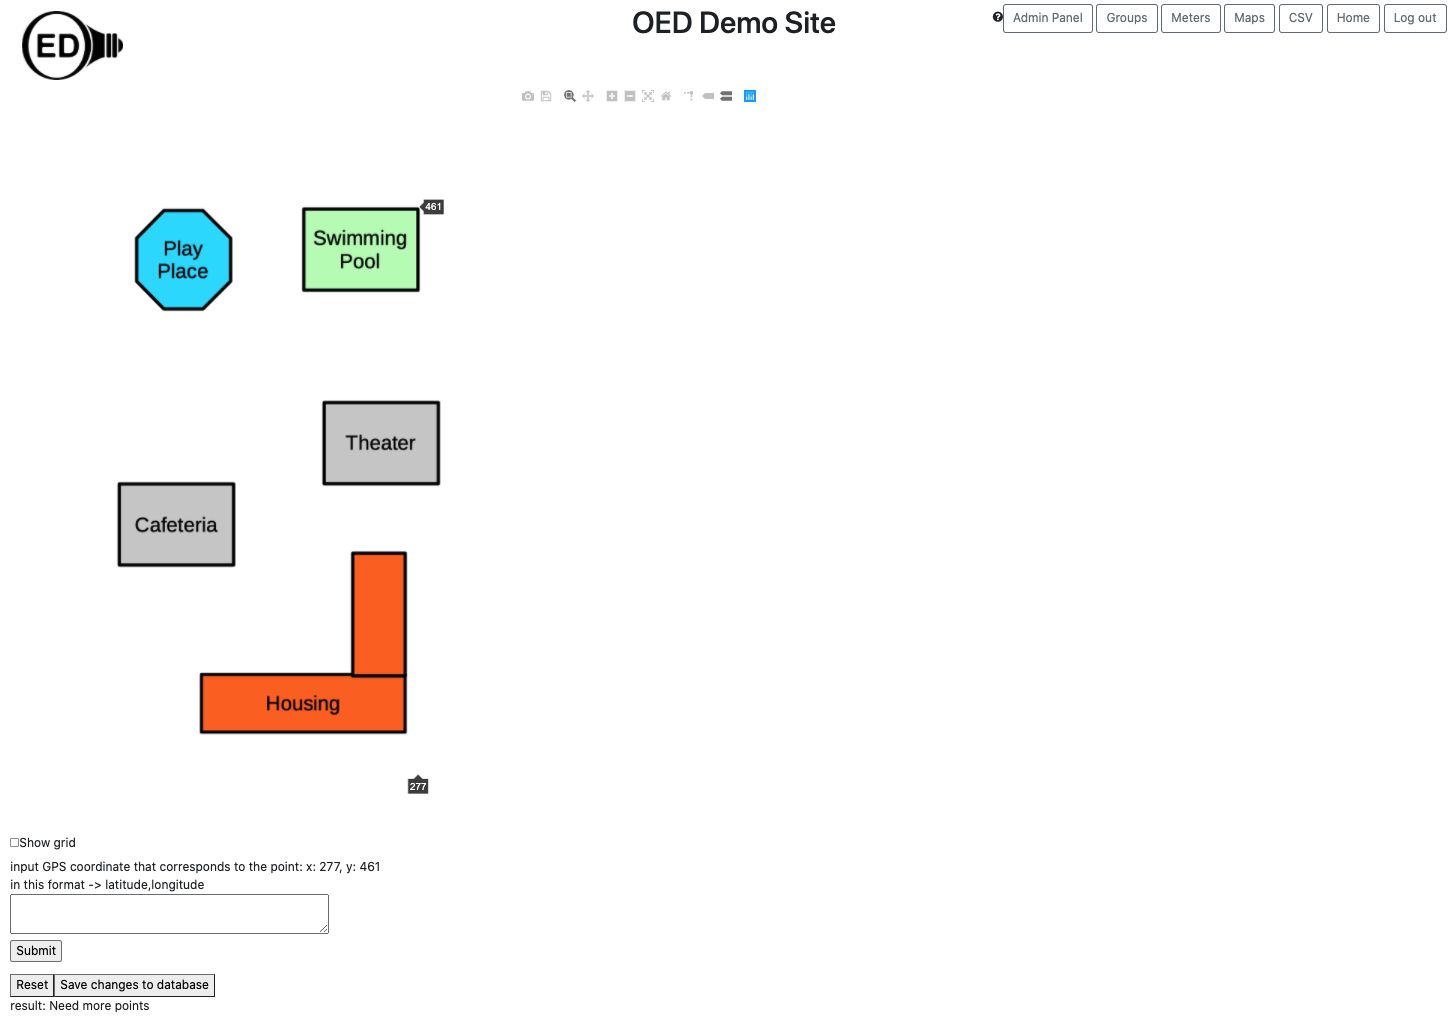 ED
OED Demo Site
Admin Panel
Groups
Meters
Maps
CSV
Home
Log out
461
Play
Place
Swimming
Pool
Theater
Cafeteria
Housing
277
Show grid
input GPS coordinate that corresponds to the point: x: 277, y: 461
in this format -> latitude,longitude
Submit
Reset
Save changes to database
result: Need more points